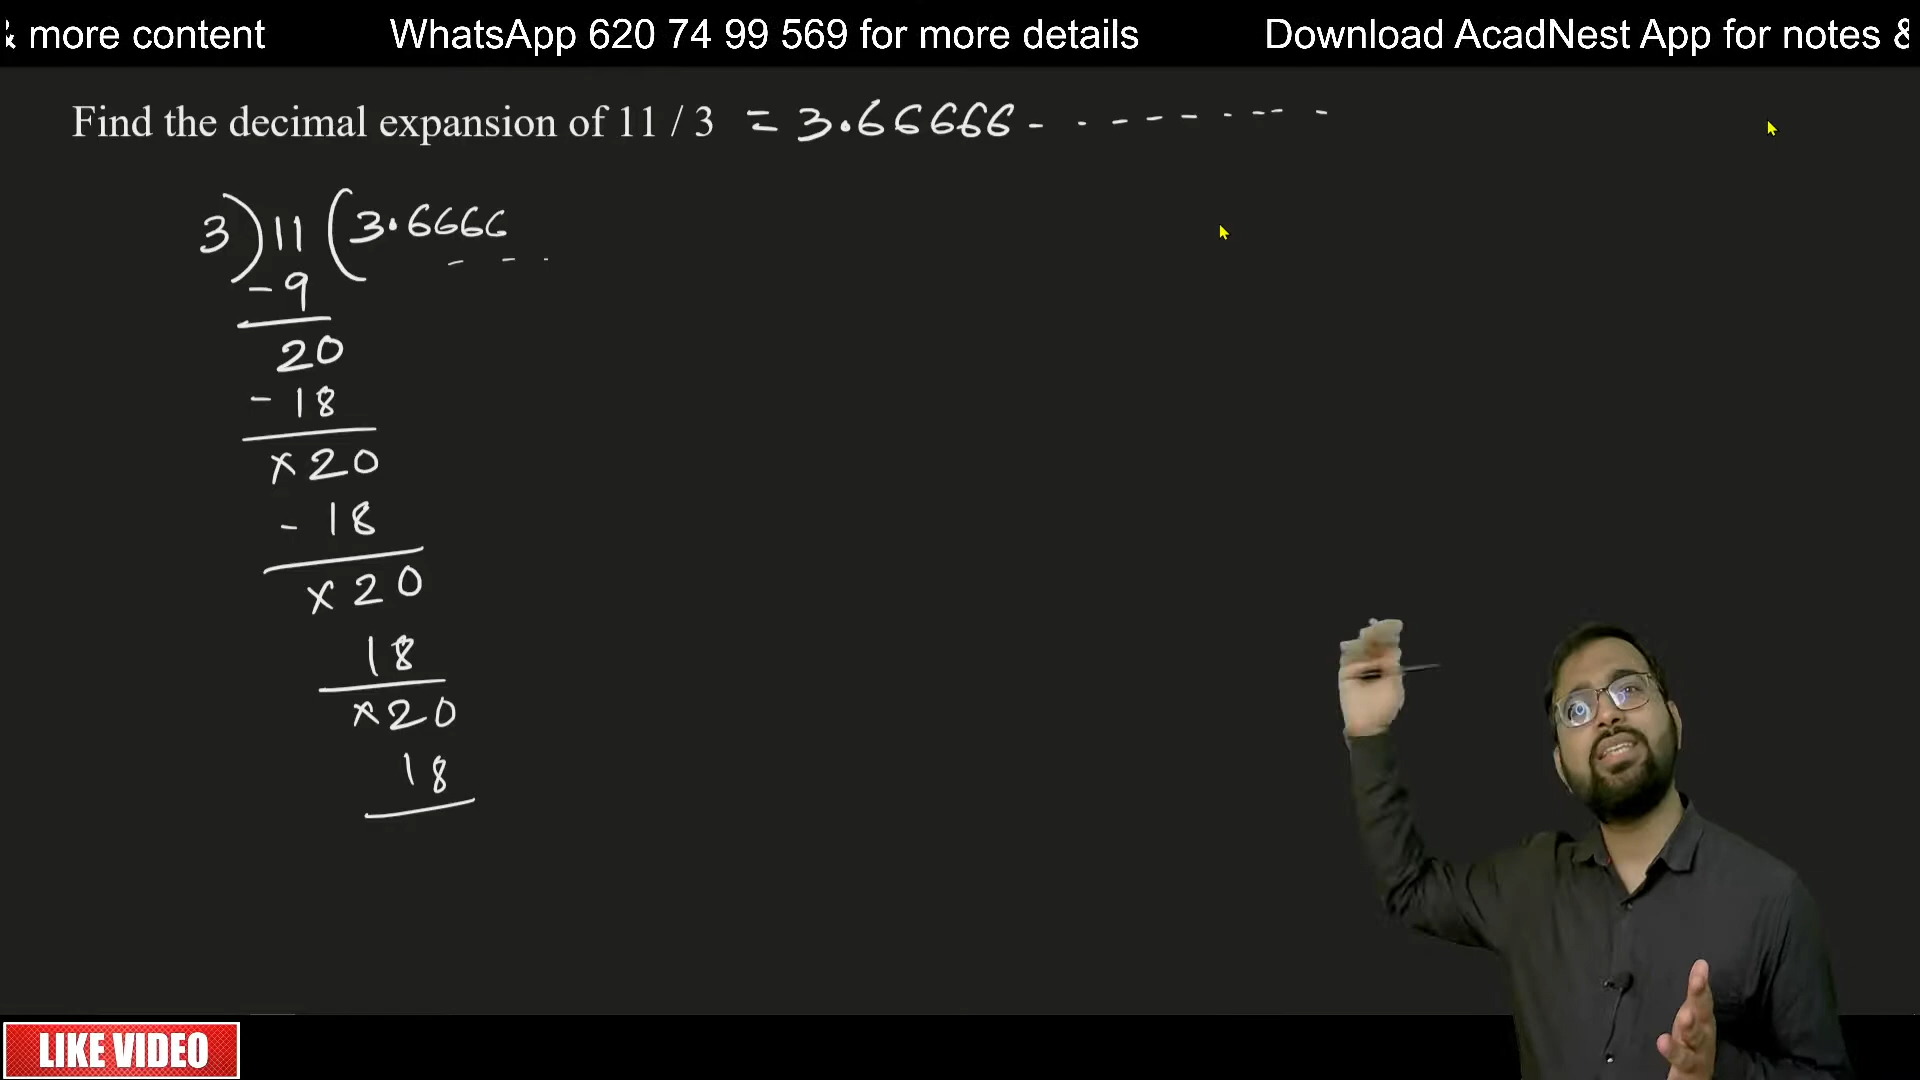 & more content WhatsApp 620 74 99 569 for more details Download AcadNest App for notes &
Find the decimal expansion of 11 / 3 = 3.66666- - - - - - - - -
3)11(3.6666
- - -
-9
20
-18
×20
-18
×20
18
×20
18
LIKE VIDEO